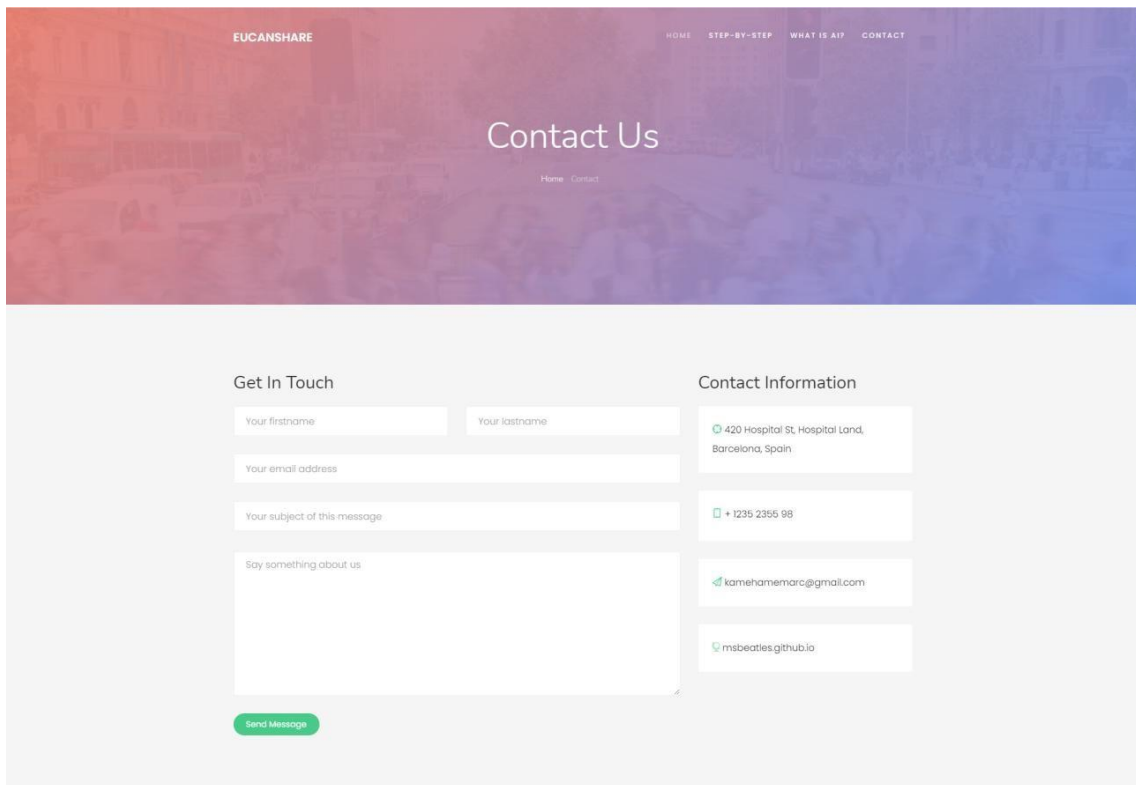 EUCANSHARE
HOME STEP-BY-STEP WHAT IS AI? CONTACT
Contact Us
Home Contact
Get In Touch
Your firstname
Your lastname
Your email address
Your subject of this message
Say something about us
Send Message
Contact Information
420 Hospital St, Hospital Land,
Barcelona, Spain
+ 1235 2355 98
kamehamemarc@gmail.com
msbeatles.github.io